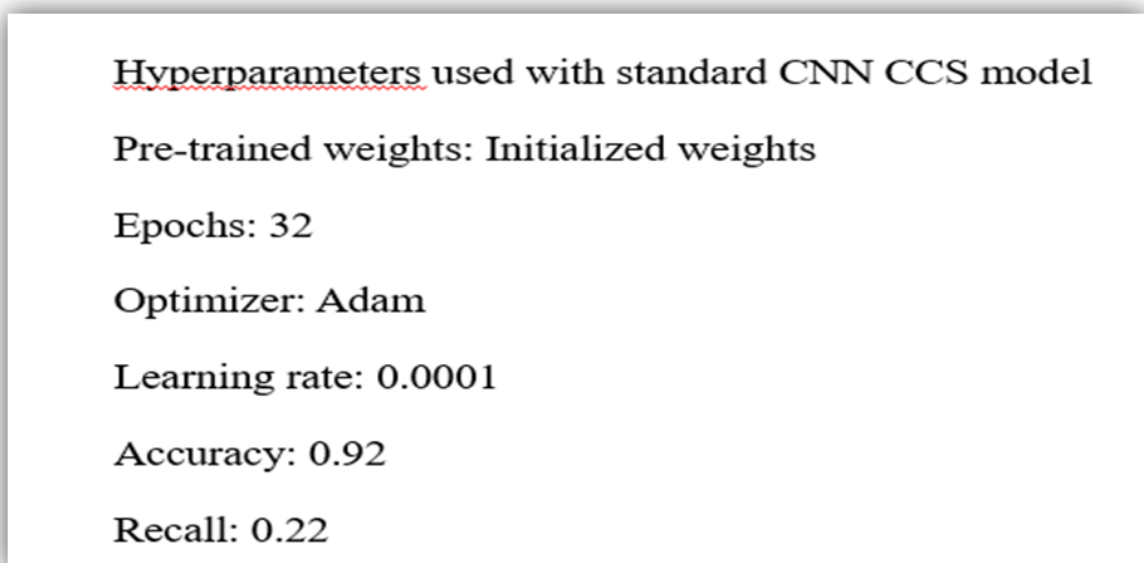 Hyperparameters used with standard CNN CCS model
Pre-trained weights: Initialized weights
Epochs: 32
Optimizer: Adam
Learning rate: 0.0001
Accuracy: 0.92
Recall: 0.22